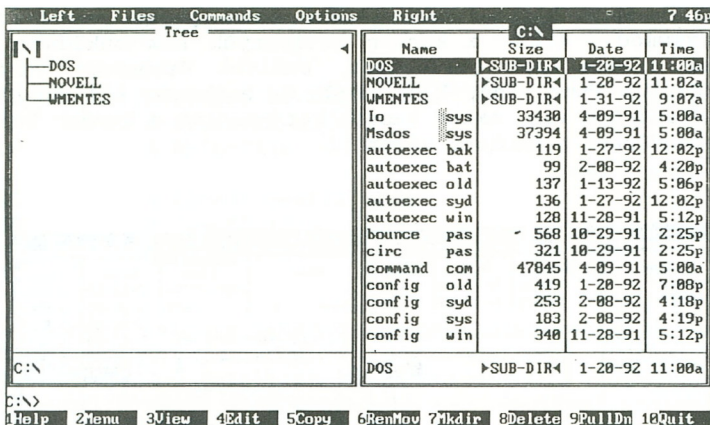 Left Files Commands Options Right 7 46p
Tree
C:\
\
DOS
NOVELL
WMENTES
Name Size Date Time
DOS ►SUB-DIR◄ 1-20-92 11:00a
NOVELL ►SUB-DIR◄ 1-20-92 11:02a
WMENTES ►SUB-DIR◄ 1-31-92 9:07a
Io sys 33430 4-09-91 5:00a
Msdos sys 37394 4-09-91 5:00a
autoexec bak 119 1-27-92 12:02p
autoexec bat 99 2-08-92 4:20p
autoexec old 137 1-13-92 5:06p
autoexec syd 136 1-27-92 12:02p
autoexec win 128 11-28-91 5:12p
bounce pas 568 10-29-91 2:25p
circ pas 321 10-29-91 2:25p
command com 47845 4-09-91 5:00a
config old 419 1-20-92 7:08p
config syd 253 2-08-92 4:18p
config sys 183 2-08-92 4:19p
config win 340 11-28-91 5:12p
C:\
DOS ►SUB-DIR◄ 1-20-92 11:00a
C:\>
1Help 2Menu 3View 4Edit 5Copy 6RenMov 7Mkdir 8Delete 9PullDn 10Quit